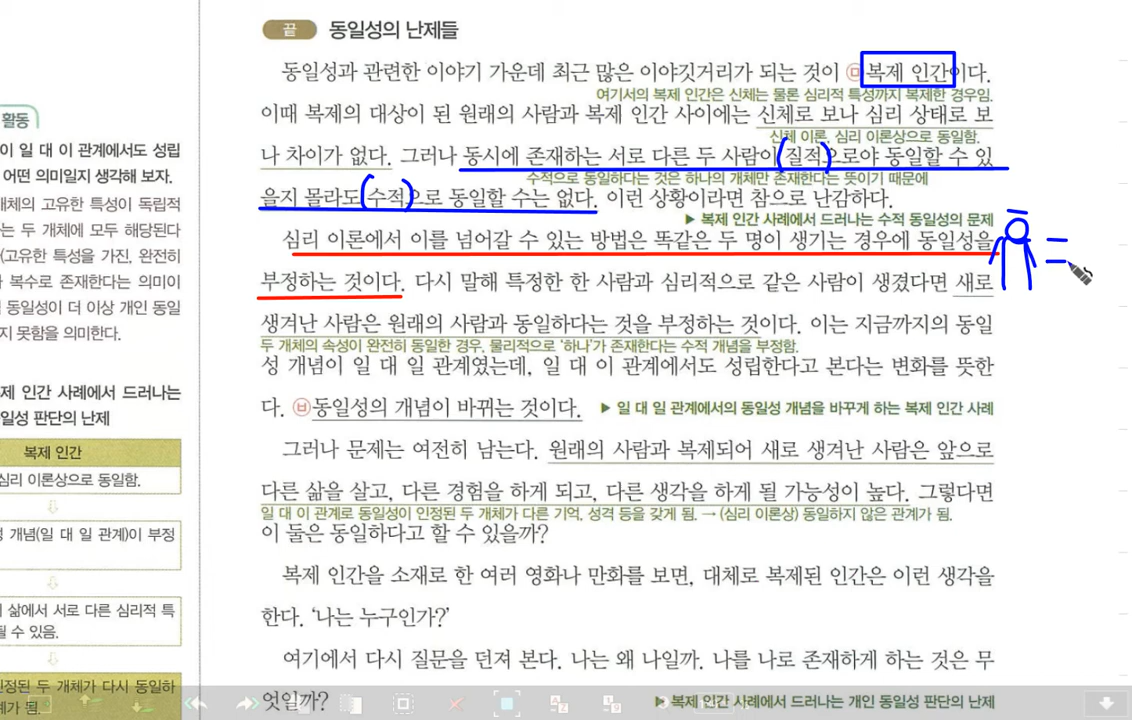 끝 동일성의 난제들
동일성과 관련한 이야기 가운데 최근 많은 이야깃거리가 되는 것이 ㅁ 복제 인간이다.
여기서의 복제 인간은 신체는 물론 심리적 특성까지 복제한 경우임.
이때 복제의 대상이 된 원래의 사람과 복제 인간 사이에는 신체로 보나 심리 상태로 보
신체 이론, 심리 이론상으로 동일함.
나 차이가 없다. 그러나 동시에 존재하는 서로 다른 두 사람이 (질적)으로야 동일할 수 있
수적으로 동일하다는 것은 하나의 개체만 존재한다는 뜻이기 때문에
을지 몰라도 (수적)으로 동일할 수는 없다. 이런 상황이라면 참으로 난감하다.
▶ 복제 인간 사례에서 드러나는 수적 동일성의 문제
심리 이론에서 이를 넘어갈 수 있는 방법은 똑같은 두 명이 생기는 경우에 동일성을
부정하는 것이다. 다시 말해 특정한 한 사람과 심리적으로 같은 사람이 생겼다면 새로
생겨난 사람은 원래의 사람과 동일하다는 것을 부정하는 것이다. 이는 지금까지의 동일
두 개체의 속성이 완전히 동일한 경우, 물리적으로 '하나'가 존재한다는 수적 개념을 부정함.
성 개념이 일 대 일 관계였는데, 일 대 이 관계에서도 성립한다고 본다는 변화를 뜻한
다. ㅂ 동일성의 개념이 바뀌는 것이다. ▶ 일 대 일 관계에서의 동일성 개념을 바꾸게 하는 복제 인간 사례
그러나 문제는 여전히 남는다. 원래의 사람과 복제되어 새로 생겨난 사람은 앞으로
다른 삶을 살고, 다른 경험을 하게 되고, 다른 생각을 하게 될 가능성이 높다. 그렇다면
일 대 이 관계로 동일성이 인정된 두 개체가 다른 기억, 성격 등을 갖게 됨. → (심리 이론상) 동일하지 않은 관계가 됨.
이 둘은 동일하다고 할 수 있을까?
복제 인간을 소재로 한 여러 영화나 만화를 보면, 대체로 복제된 인간은 이런 생각을
한다. '나는 누구인가?'
여기에서 다시 질문을 던져 본다. 나는 왜 나일까. 나를 나로 존재하게 하는 것은 무
엇일까? ▶ 복제 인간 사례에서 드러나는 개인 동일성 판단의 난제
활동
이 일 대 이 관계에서도 성립
어떤 의미일지 생각해 보자.
개체의 고유한 특성이 독립적
는 두 개체에 모두 해당된다
(고유한 특성을 가진, 완전히
복수로 존재한다는 의미이
동일성이 더 이상 개인 동일
지 못함을 의미한다.
제 인간 사례에서 드러나는
일성 판단의 난제
복제 인간
심리 이론상으로 동일함.
성 개념(일 대 일 관계)이 부정
삶에서 서로 다른 심리적 특
될 수 있음.
인정된 두 개체가 다시 동일하
관계가 됨.